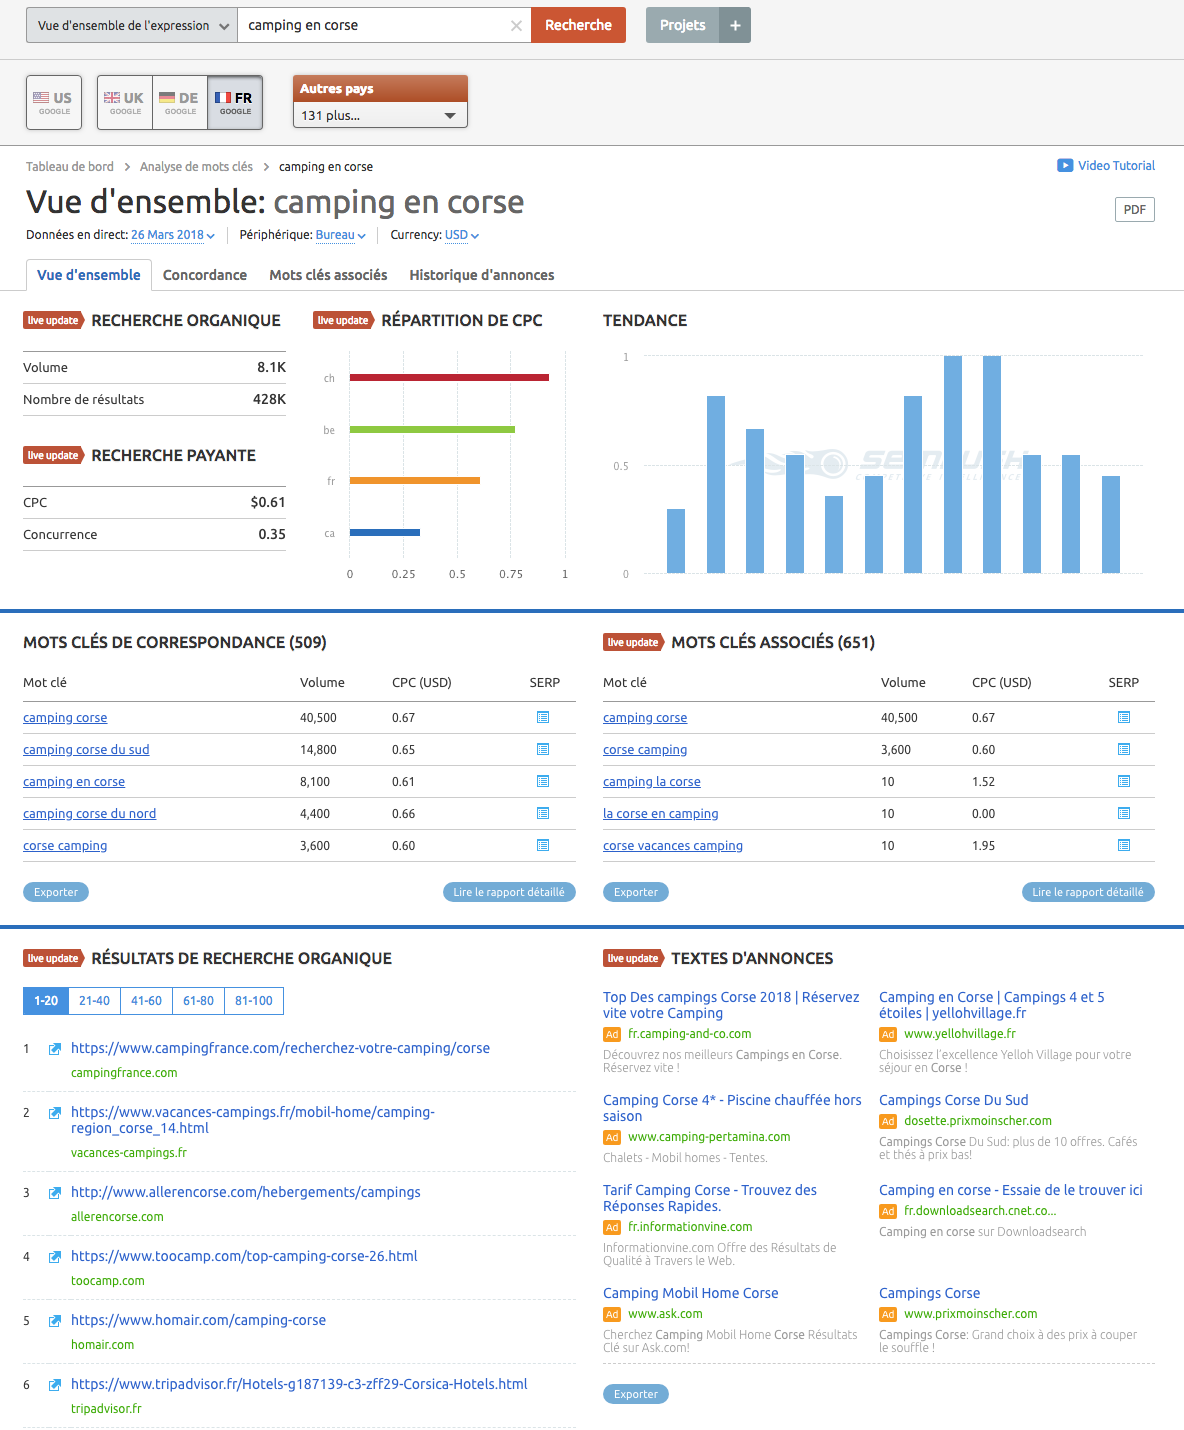 Vue d'ensemble de l'expression
camping en corse
Recherche
Projets +
US
GOOGLE
UK
GOOGLE
DE
GOOGLE
FR
GOOGLE
Autres pays
131 plus...
Tableau de bord > Analyse de mots clés > camping en corse
Video Tutorial
Vue d'ensemble: camping en corse
PDF
Données en direct: 26 Mars 2018
Périphérique: Bureau
Currency: USD
Vue d'ensemble
Concordance
Mots clés associés
Historique d'annonces
live update RECHERCHE ORGANIQUE
Volume 8.1K
Nombre de résultats 428K
live update RECHERCHE PAYANTE
CPC $0.61
Concurrence 0.35
live update RÉPARTITION DE CPC
ch
be
fr
ca
0 0.25 0.5 0.75 1
TENDANCE
1
0.5
0
SEMRUSH
COMPETITIVE INTELLIGENCE
MOTS CLÉS DE CORRESPONDANCE (509)
Mot clé Volume CPC (USD) SERP
camping corse 40,500 0.67
camping corse du sud 14,800 0.65
camping en corse 8,100 0.61
camping corse du nord 4,400 0.66
corse camping 3,600 0.60
Exporter
Lire le rapport détaillé
live update MOTS CLÉS ASSOCIÉS (651)
Mot clé Volume CPC (USD) SERP
camping corse 40,500 0.67
corse camping 3,600 0.60
camping la corse 10 1.52
la corse en camping 10 0.00
corse vacances camping 10 1.95
Exporter
Lire le rapport détaillé
live update RÉSULTATS DE RECHERCHE ORGANIQUE
1-20 21-40 41-60 61-80 81-100
1 https://www.campingfrance.com/recherchez-votre-camping/corse
campingfrance.com
2 https://www.vacances-campings.fr/mobil-home/camping-
region_corse_14.html
vacances-campings.fr
3 http://www.allerencorse.com/hebergements/campings
allerencorse.com
4 https://www.toocamp.com/top-camping-corse-26.html
toocamp.com
5 https://www.homair.com/camping-corse
homair.com
6 https://www.tripadvisor.fr/Hotels-g187139-c3-zff29-Corsica-Hotels.html
tripadvisor.fr
live update TEXTES D'ANNONCES
Top Des campings Corse 2018 | Réservez
vite votre Camping
Ad fr.camping-and-co.com
Découvrez nos meilleurs Campings en Corse.
Réservez vite !
Camping en Corse | Campings 4 et 5
étoiles | yellohvillage.fr
Ad www.yellohvillage.fr
Choisissez l'excellence Yelloh Village pour votre
séjour en Corse !
Camping Corse 4* - Piscine chauffée hors
saison
Ad www.camping-pertamina.com
Chalets - Mobil homes - Tentes.
Campings Corse Du Sud
Ad dosette.prixmoinscher.com
Campings Corse Du Sud: plus de 10 offres. Cafés
et thés à prix bas!
Tarif Camping Corse - Trouvez des
Réponses Rapides.
Ad fr.informationvine.com
Informationvine.com Offre des Résultats de
Qualité à Travers le Web.
Camping en corse - Essaie de le trouver ici
Ad fr.downloadsearch.cnet.co...
Camping en corse sur Downloadsearch
Camping Mobil Home Corse
Ad www.ask.com
Cherchez Camping Mobil Home Corse Résultats
Clé sur Ask.com!
Campings Corse
Ad www.prixmoinscher.com
Campings Corse: Grand choix à des prix à couper
le souffle !
Exporter